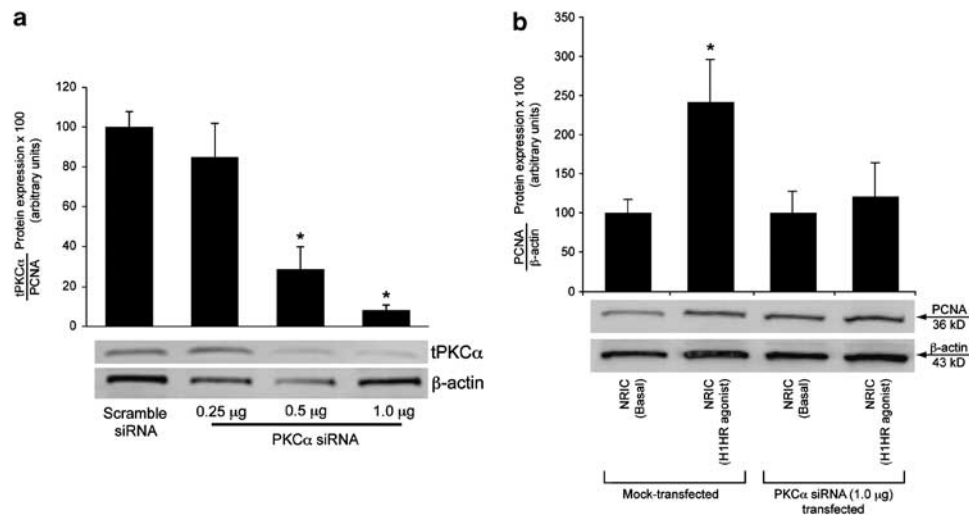 a
tPKCα
PCNA
Protein expression x 100
(arbitrary units)
120
100
80
60
40
20
0
*
*
tPKCα
β-actin
Scramble
siRNA
0.25 μg
0.5 μg
1.0 μg
PKCα siRNA
b
PCNA
β-actin
Protein expression x 100
(arbitrary units)
350
300
250
200
150
100
50
0
*
PCNA
36 kD
β-actin
43 kD
NRIC
(Basal)
NRIC
(H1HR agonist)
NRIC
(Basal)
NRIC
(H1HR agonist)
Mock-transfected
PKCα siRNA (1.0 μg)
transfected